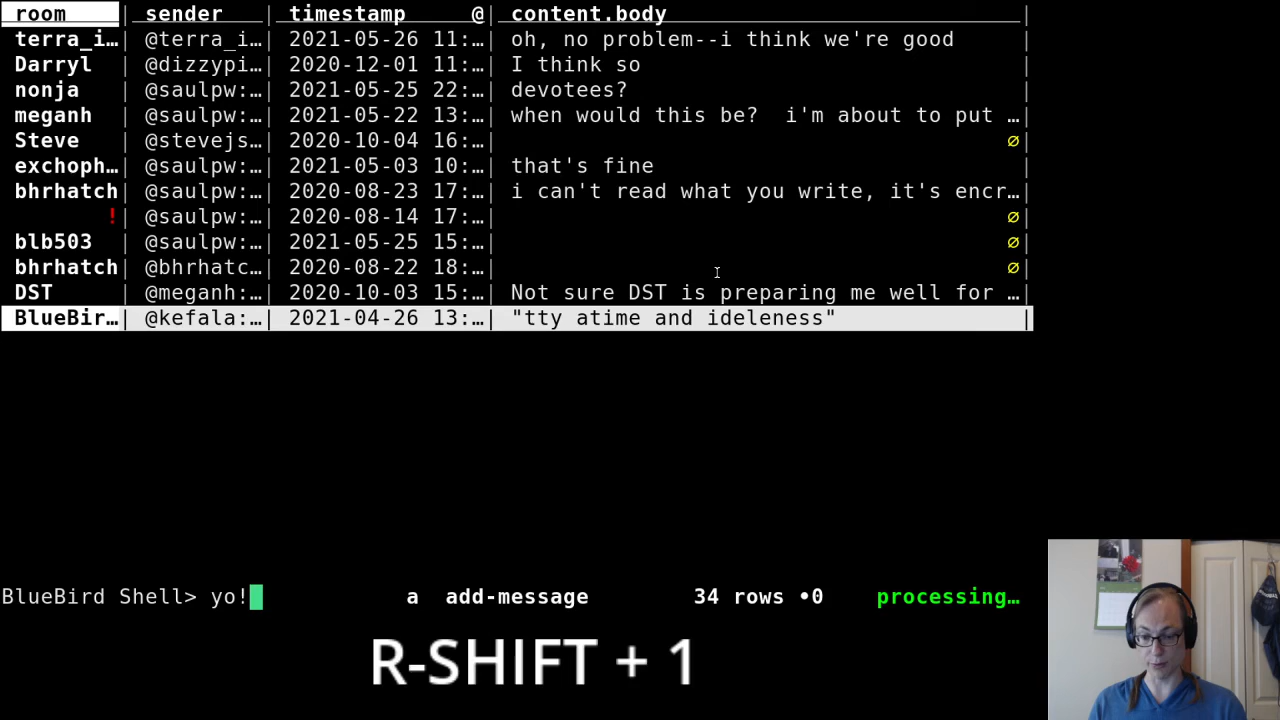 room | sender | timestamp @| content.body |
terra_i…| @terra_i…| 2021-05-26 11:…| oh, no problem--i think we're good |
Darryl | @dizzypi…| 2020-12-01 11:…| I think so |
nonja | @saulpw:…| 2021-05-25 22:…| devotees? |
meganh | @saulpw:…| 2021-05-22 13:…| when would this be?  i'm about to put …|
Steve | @stevejs…| 2020-10-04 16:…| ∅|
exchoph…| @saulpw:…| 2021-05-03 10:…| that's fine |
bhrhatch| @saulpw:…| 2020-08-23 17:…| i can't read what you write, it's encr…|
!| @saulpw:…| 2020-08-14 17:…| ∅|
blb503 | @saulpw:…| 2021-05-25 15:…| ∅|
bhrhatch| @bhrhatc…| 2020-08-22 18:…| ∅|
DST | @meganh:…| 2020-10-03 15:…| Not sure DST is preparing me well for …|
BlueBir…| @kefala:…| 2021-04-26 13:…| "tty atime and ideleness" |
BlueBird Shell> yo! a add-message 34 rows •0 processing…
R-SHIFT + 1